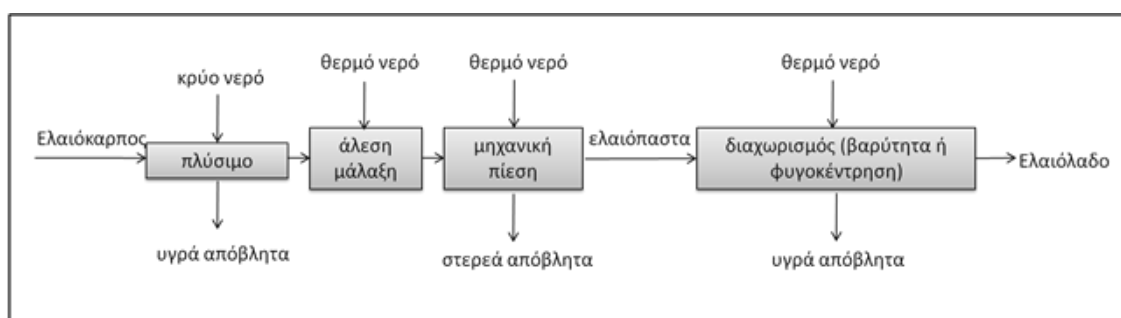 κρύο νερό
θερμό νερό
θερμό νερό
θερμό νερό
Ελαιόκαρπος
πλύσιμο
άλεση
μάλαξη
μηχανική
πίεση
ελαιόπαστα
διαχωρισμός (βαρύτητα ή
φυγοκέντρηση)
Ελαιόλαδο
υγρά απόβλητα
στερεά απόβλητα
υγρά απόβλητα